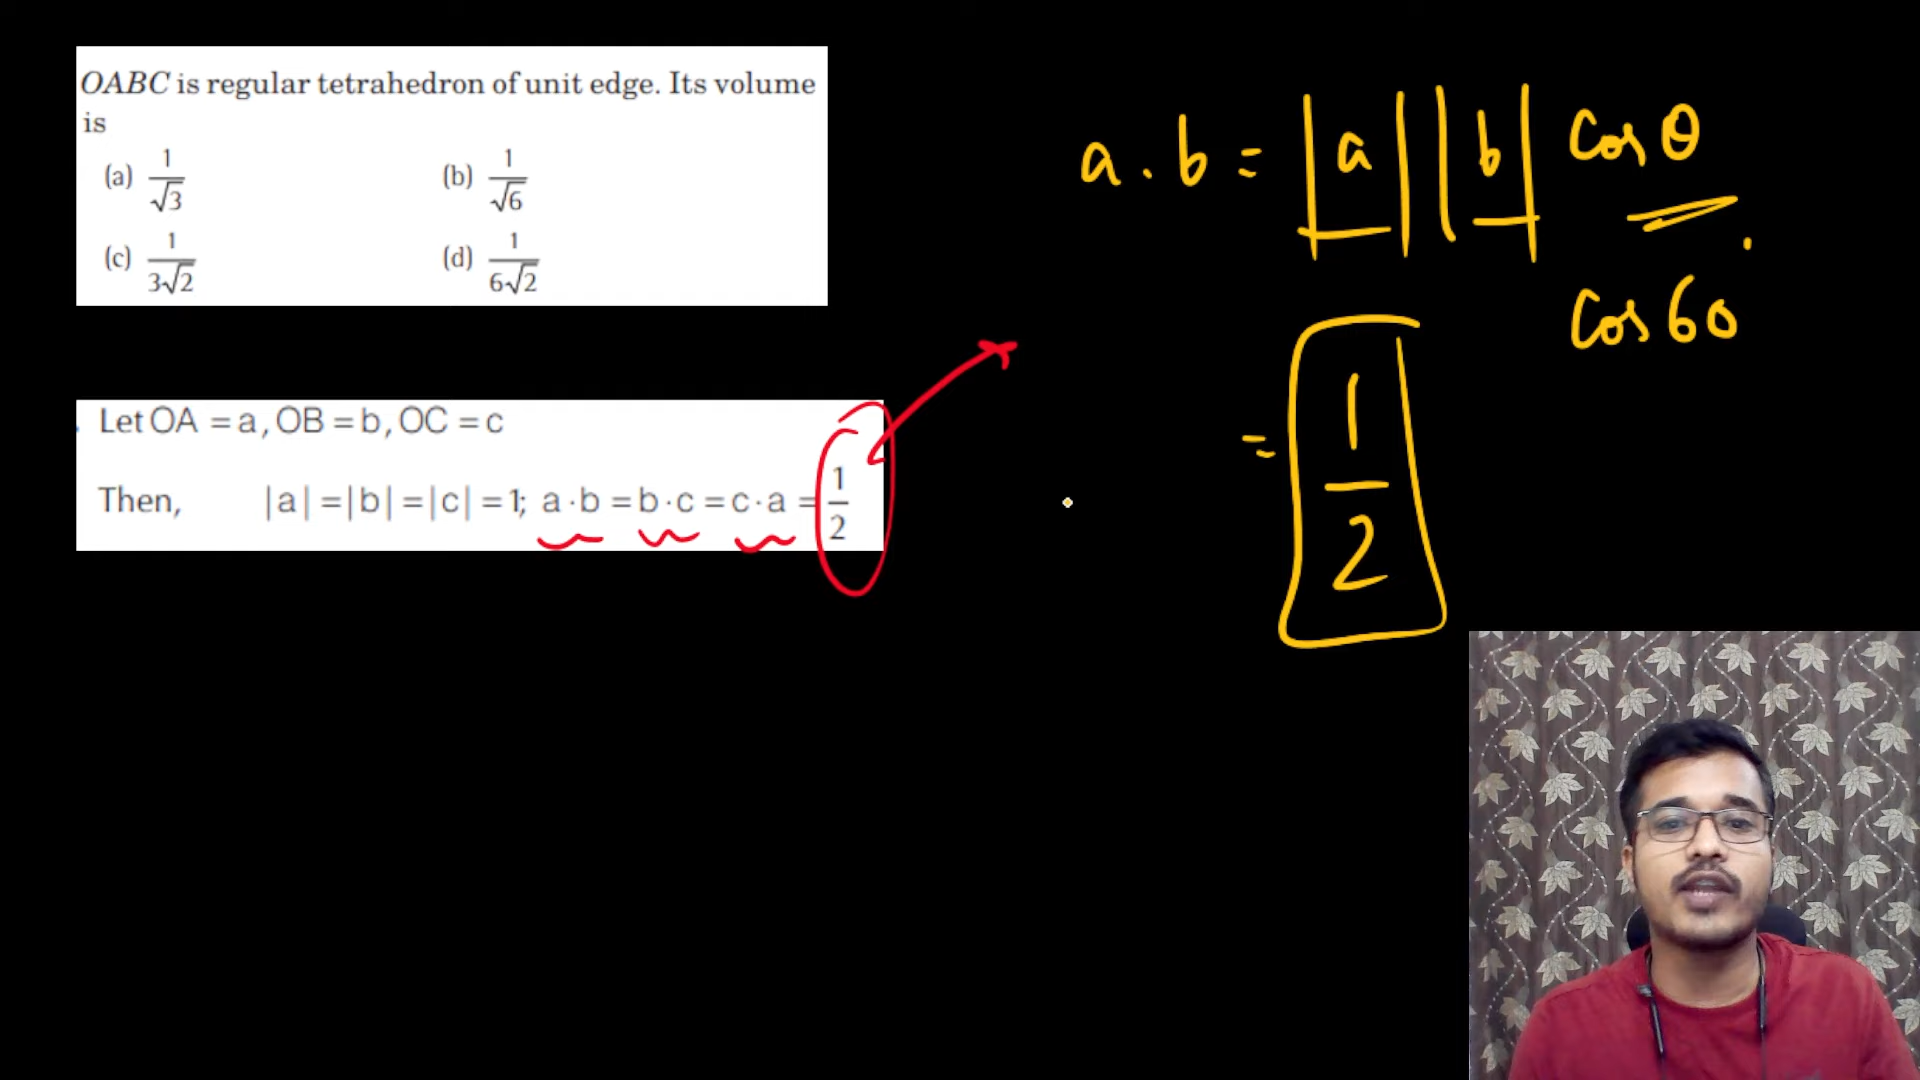 OABC is regular tetrahedron of unit edge. Its volume
is
(a) 1/√3 (b) 1/√6
(c) 1/3√2 (d) 1/6√2
Let OA = a, OB = b, OC = c
Then, |a| = |b| = |c| = 1; a·b = b·c = c·a = 1/2
a . b = |a| |b| cos θ
cos 60
= 1/2